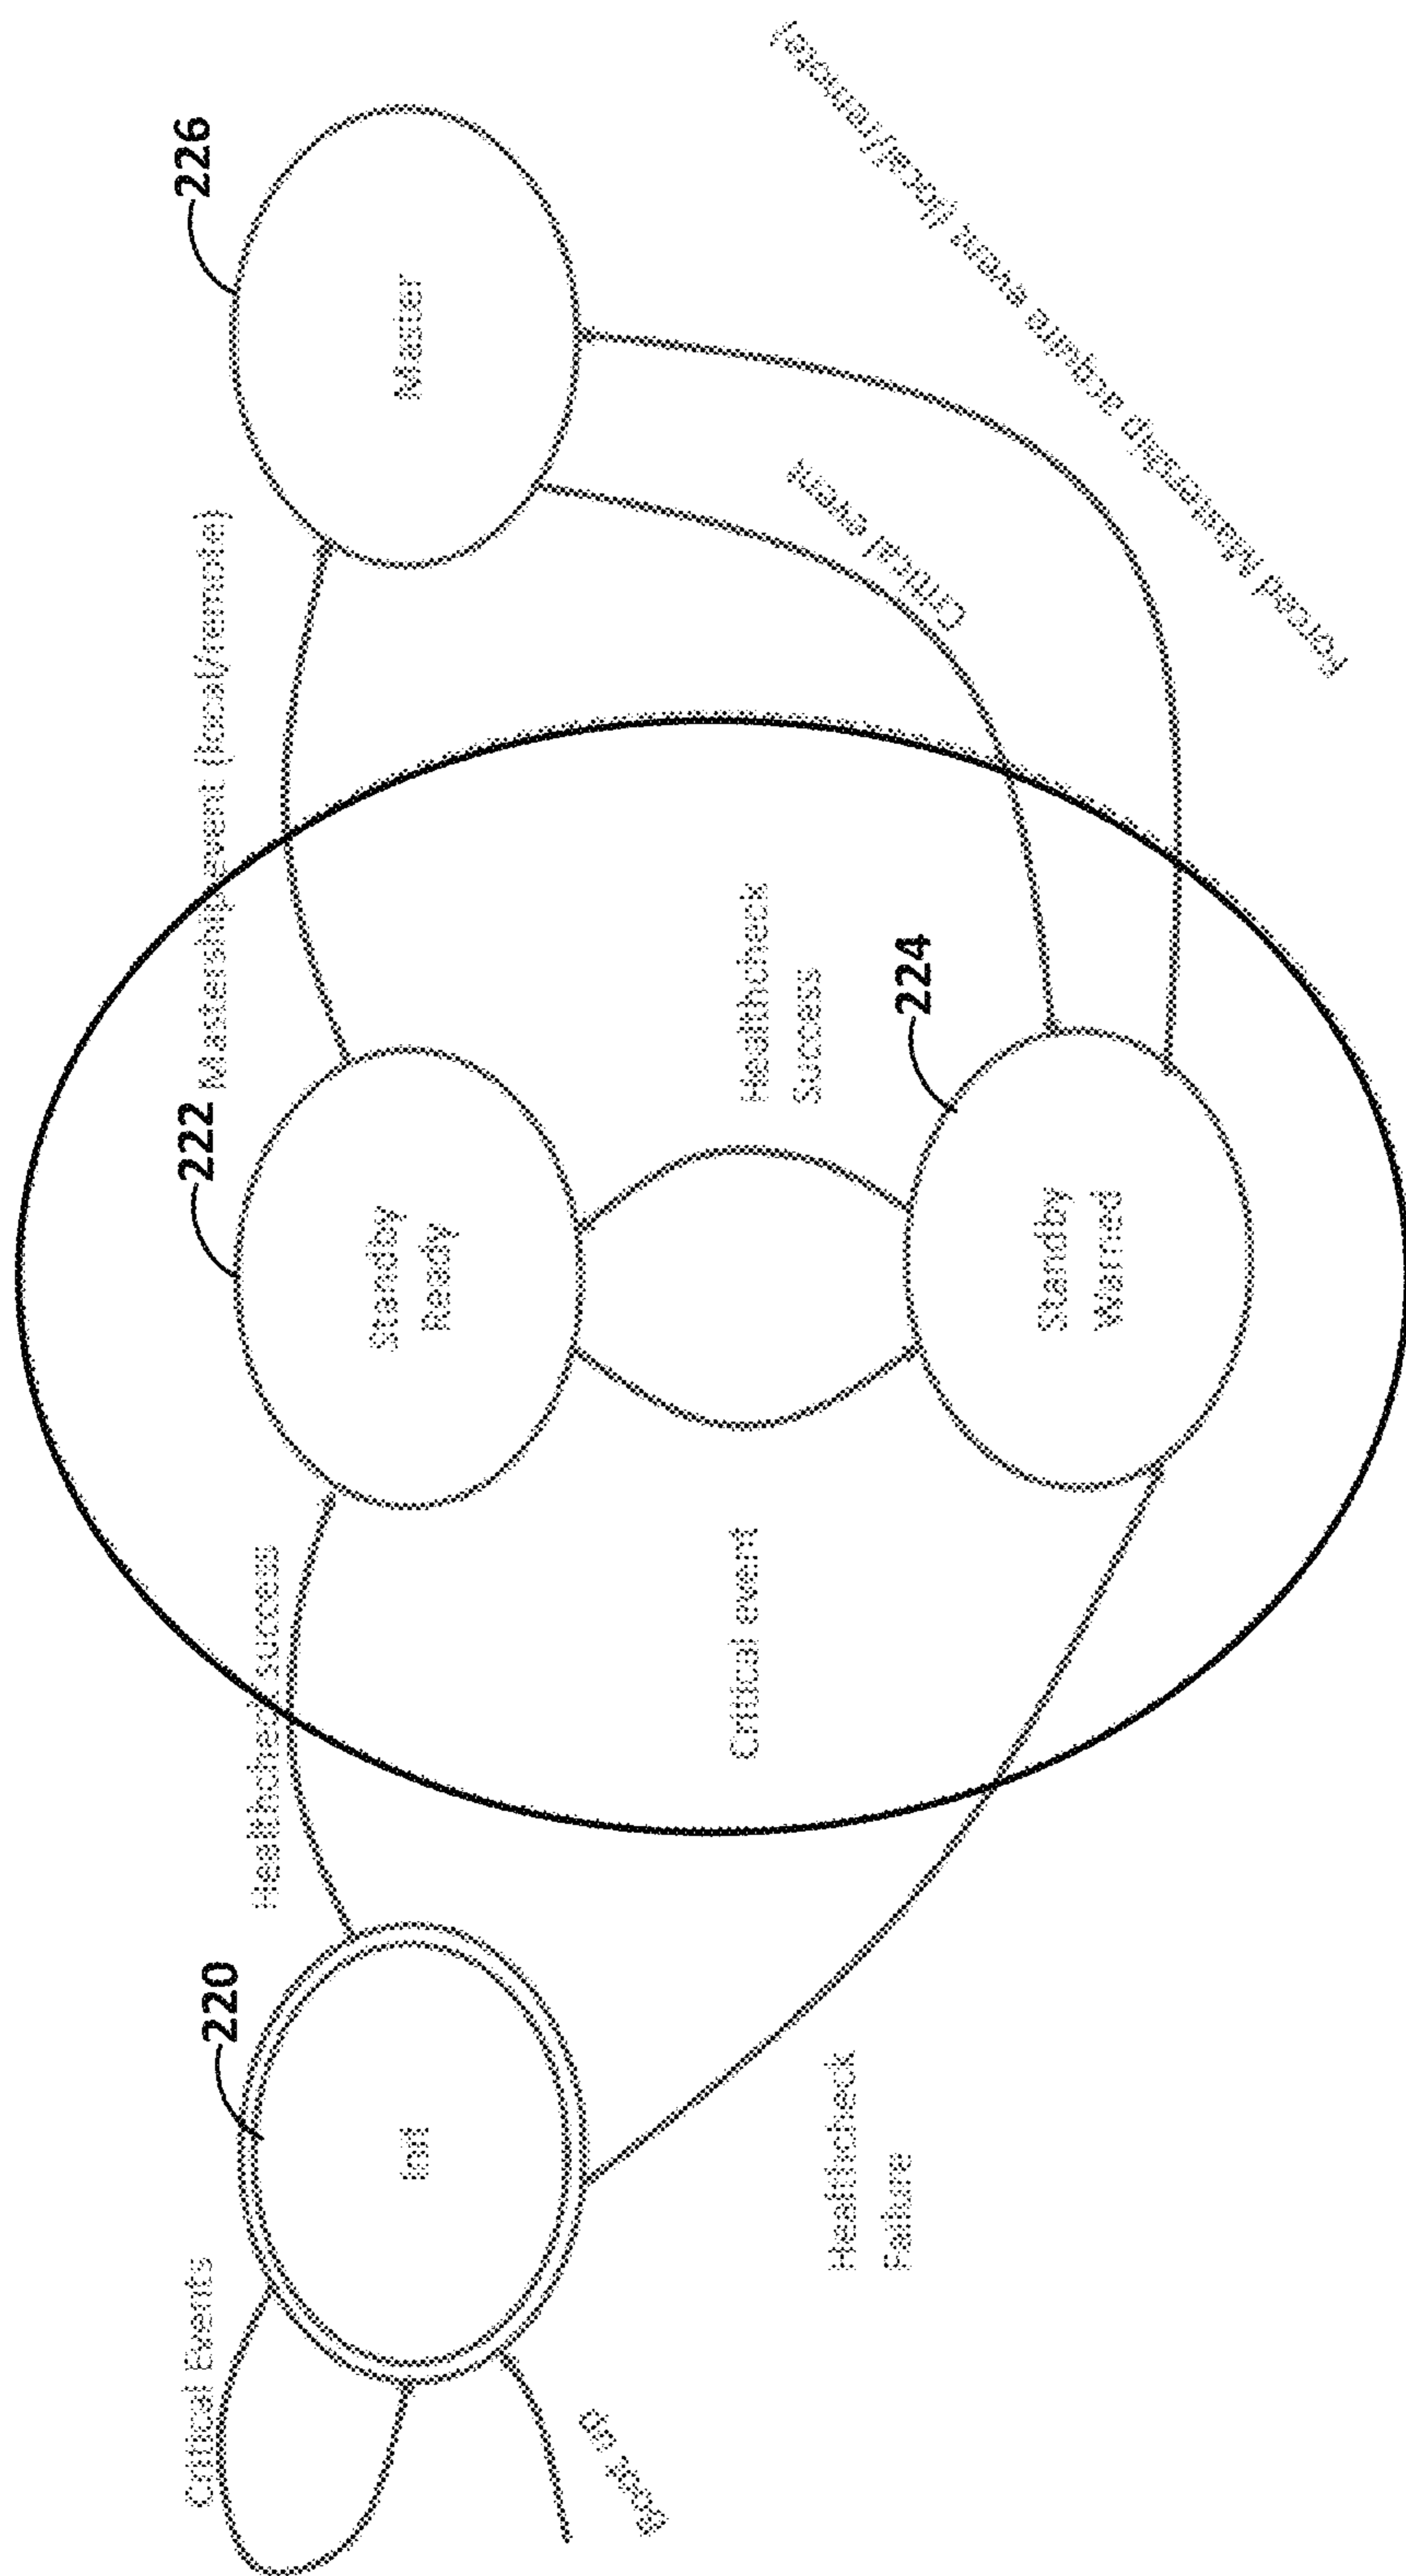 Boot up
Critical Events
220
Init
Healthcheck success
Healthcheck
Failure
222
Standby
Ready
Critical event
Healthcheck
Success
224
Standby
Warned
Mastership event (local/remote)
226
Master
Critical event
Forced Mastership acquire event (local/remote)